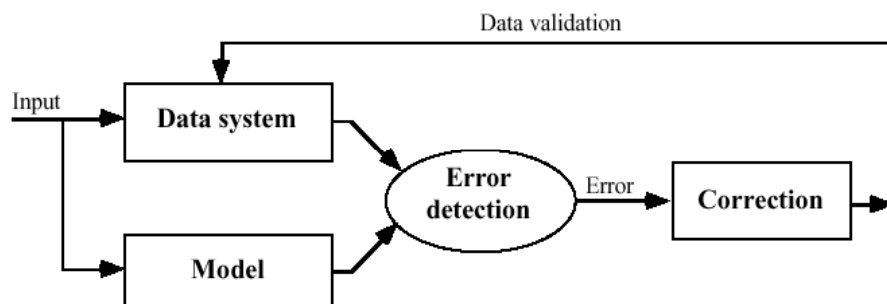 Data validation
Input
Data system
Error
detection
Error
Correction
Model